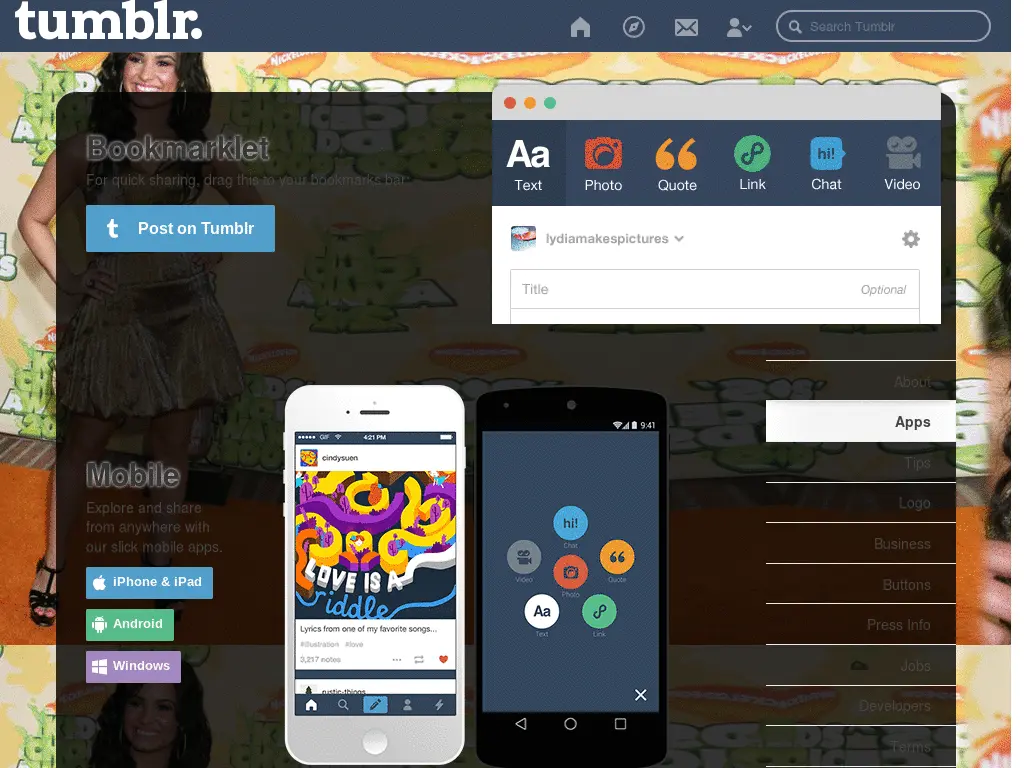 tumblr.
Search Tumblr
Bookmarklet
For quick sharing, drag this to your bookmarks bar
Post on Tumblr
Aa
hi!
Text
Photo
Quote
Link
Chat
Video
lydiamakespictures
Title
Optional
About
Apps
Tips
Logo
Business
Buttons
Press Info
Jobs
Developers
Terms
Mobile
Explore and share
from anywhere with
our slick mobile apps.
iPhone & iPad
Android
Windows
GIF
4:21 PM
cindysuen
LOVE IS A
riddle
Lyrics from one of my favorite songs...
#illustration #love
3,217 notes
rustic-things
9:41
hi!
Chat
Video
Quote
Photo
Aa
Text
Link